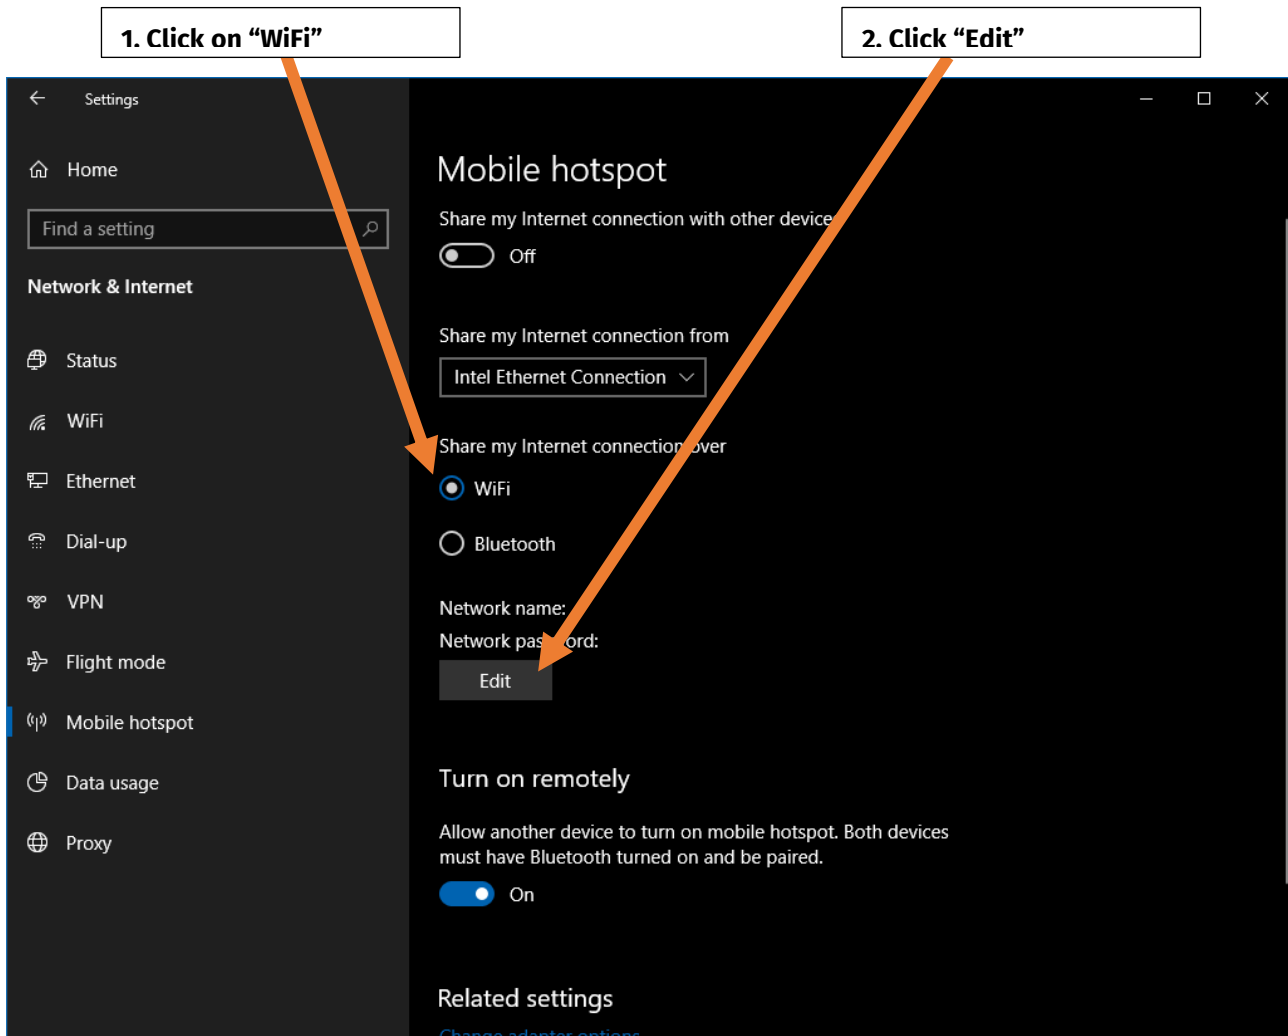 1. Click on “WiFi”
2. Click “Edit”
Settings
Home
Find a setting
Network & Internet
Status
WiFi
Ethernet
Dial-up
VPN
Flight mode
Mobile hotspot
Data usage
Proxy
Mobile hotspot
Share my Internet connection with other device
Off
Share my Internet connection from
Intel Ethernet Connection
Share my Internet connection over
WiFi
Bluetooth
Network name:
Network password:
Edit
Turn on remotely
Allow another device to turn on mobile hotspot. Both devices
must have Bluetooth turned on and be paired.
On
Related settings
Change adapter options